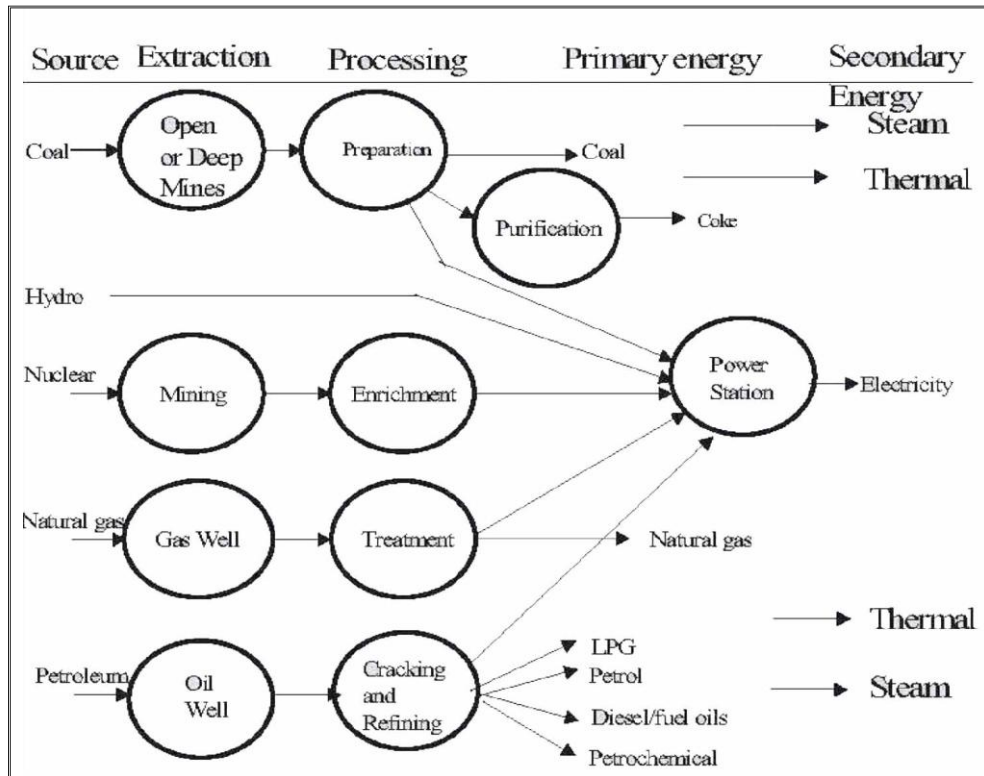 Source Extraction Processing Primary energy Secondary
Energy
Open
or Deep
Mines
Coal
Preparation
Coal
Steam
Thermal
Purification
Coke
Hydro
Nuclear
Mining
Enrichment
Power
Station
Electricity
Natural gas
Gas Well
Treatment
Natural gas
Petroleum
Oil
Well
Cracking
and
Refining
LPG
Petrol
Diesel/fuel oils
Petrochemical
Thermal
Steam